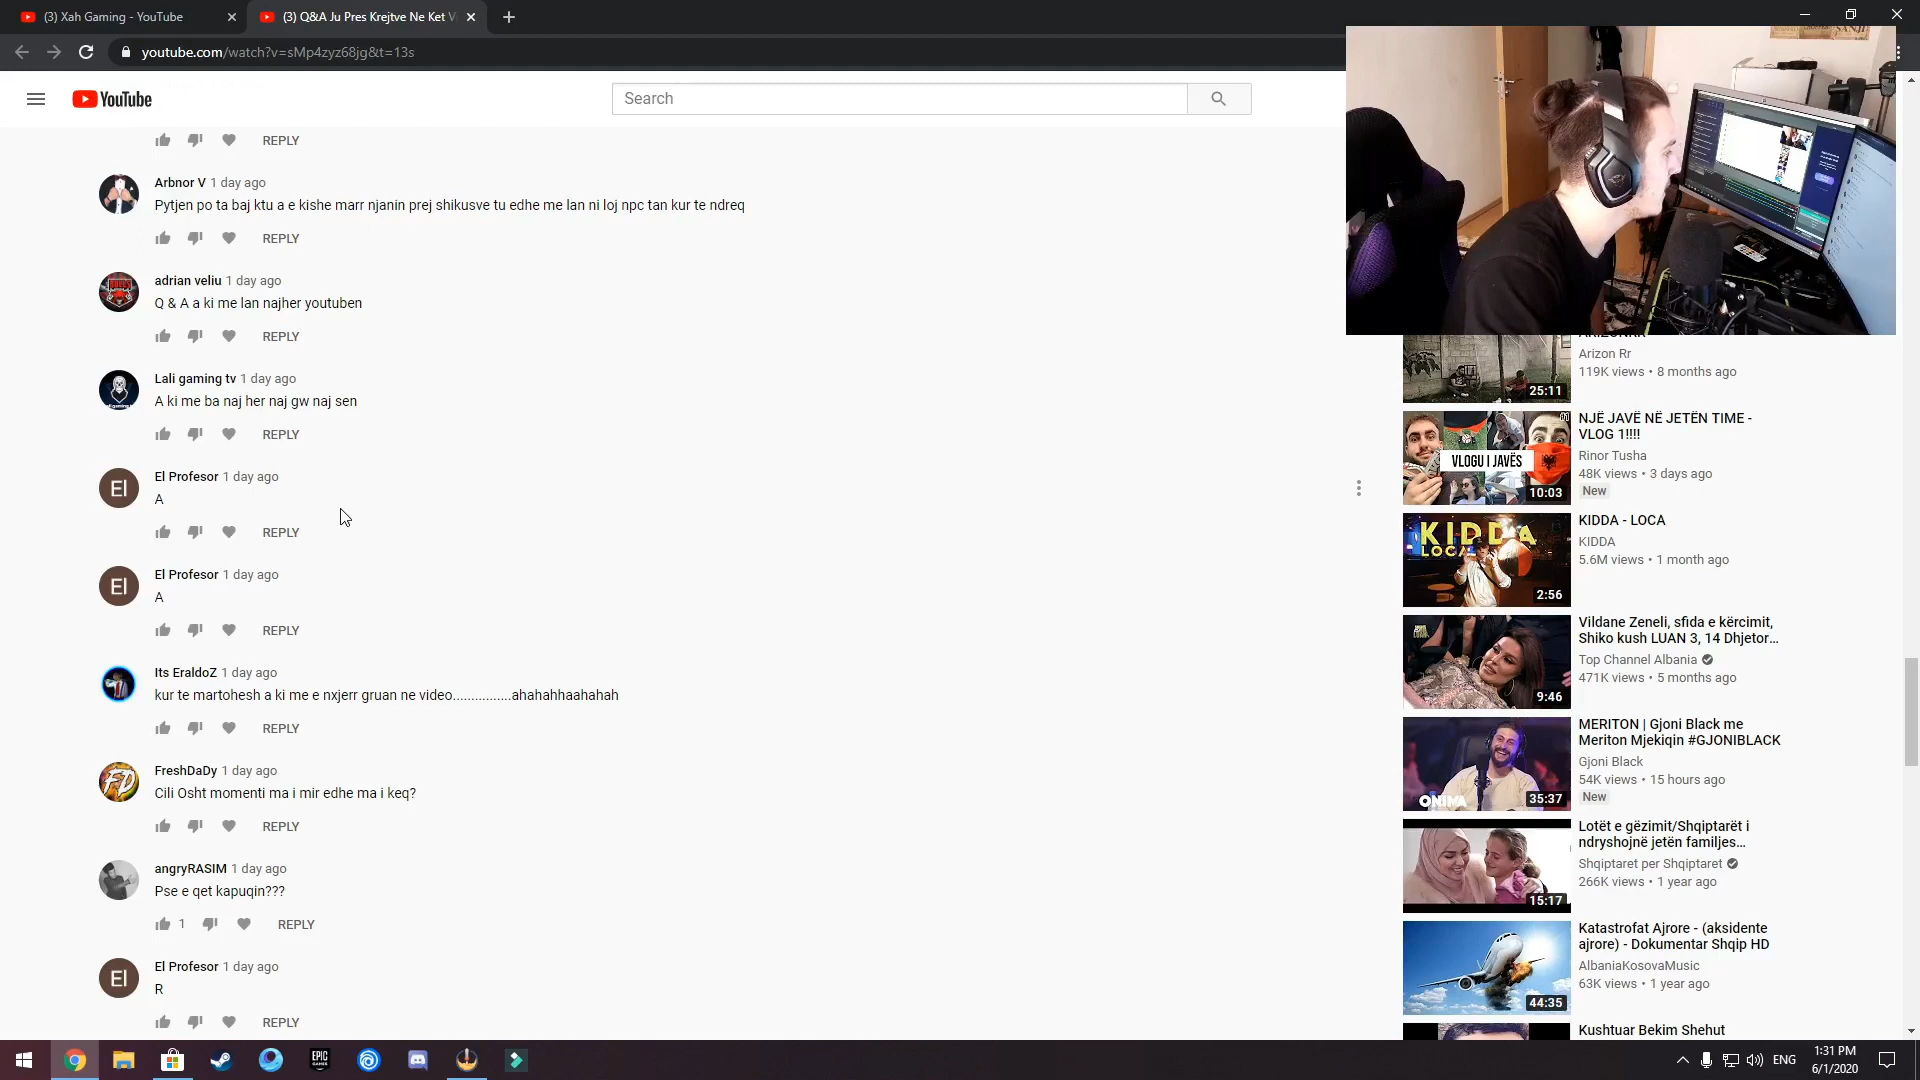 (3) Xah Gaming - YouTube
(3) Q&A Ju Pres Krejtve Ne Ket V
youtube.com/watch?v=sMp4zyz68jg&t=13s
YouTube
Search
REPLY
Arbnor V 1 day ago
Pytjen po ta baj ktu a e kishe marr njanin prej shikusve tu edhe me lan ni loj npc tan kur te ndreq
REPLY
adrian veliu 1 day ago
Q & A a ki me lan najher youtuben
REPLY
Lali gaming tv 1 day ago
A ki me ba naj her naj gw naj sen
REPLY
El
El Profesor 1 day ago
A
REPLY
El
El Profesor 1 day ago
A
REPLY
Its EraldoZ 1 day ago
kur te martohesh a ki me e nxjerr gruan ne video................ahahahhaahahah
REPLY
FD
FreshDaDy 1 day ago
Cili Osht momenti ma i mir edhe ma i keq?
REPLY
angryRASIM 1 day ago
Pse e qet kapuqin???
1
REPLY
El
El Profesor 1 day ago
R
REPLY
Arizon Rr
119K views • 8 months ago
25:11
NJË JAVË NË JETËN TIME - VLOG 1!!!!
Rinor Tusha
48K views • 3 days ago
New
VLOGU I JAVËS
10:03
KIDDA - LOCA
KIDDA
5.6M views • 1 month ago
KIDDA
LOCA
2:56
Vildane Zeneli, sfida e kërcimit,
Shiko kush LUAN 3, 14 Dhjetor...
Top Channel Albania
471K views • 5 months ago
9:46
MERITON | Gjoni Black me
Meriton Mjekiqin #GJONIBLACK
Gjoni Black
54K views • 15 hours ago
New
ONIMA
35:37
Lotët e gëzimit/Shqiptarët i
ndryshojnë jetën familjes...
Shqiptaret per Shqiptaret
266K views • 1 year ago
15:17
Katastrofat Ajrore - (aksidente
ajrore) - Dokumentar Shqip HD
AlbaniaKosovaMusic
63K views • 1 year ago
44:35
Kushtuar Bekim Shehut
EPIC
GAMES
ENG
1:31 PM
6/1/2020